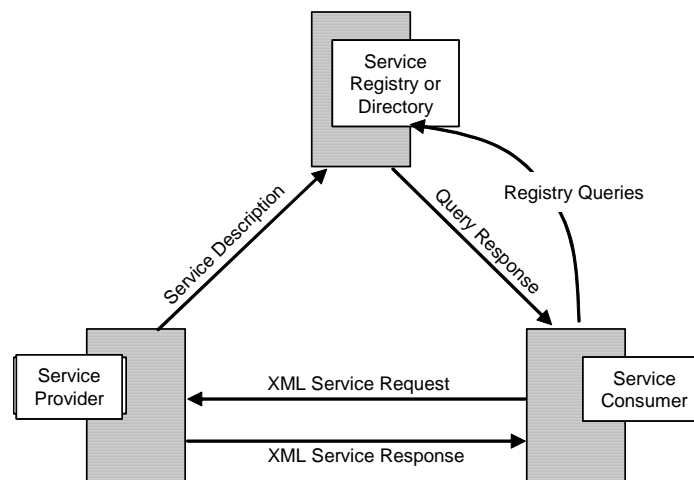 Service
Registry or
Directory
Service Description
Query Response
Registry Queries
Service
Provider
XML Service Request
XML Service Response
Service
Consumer